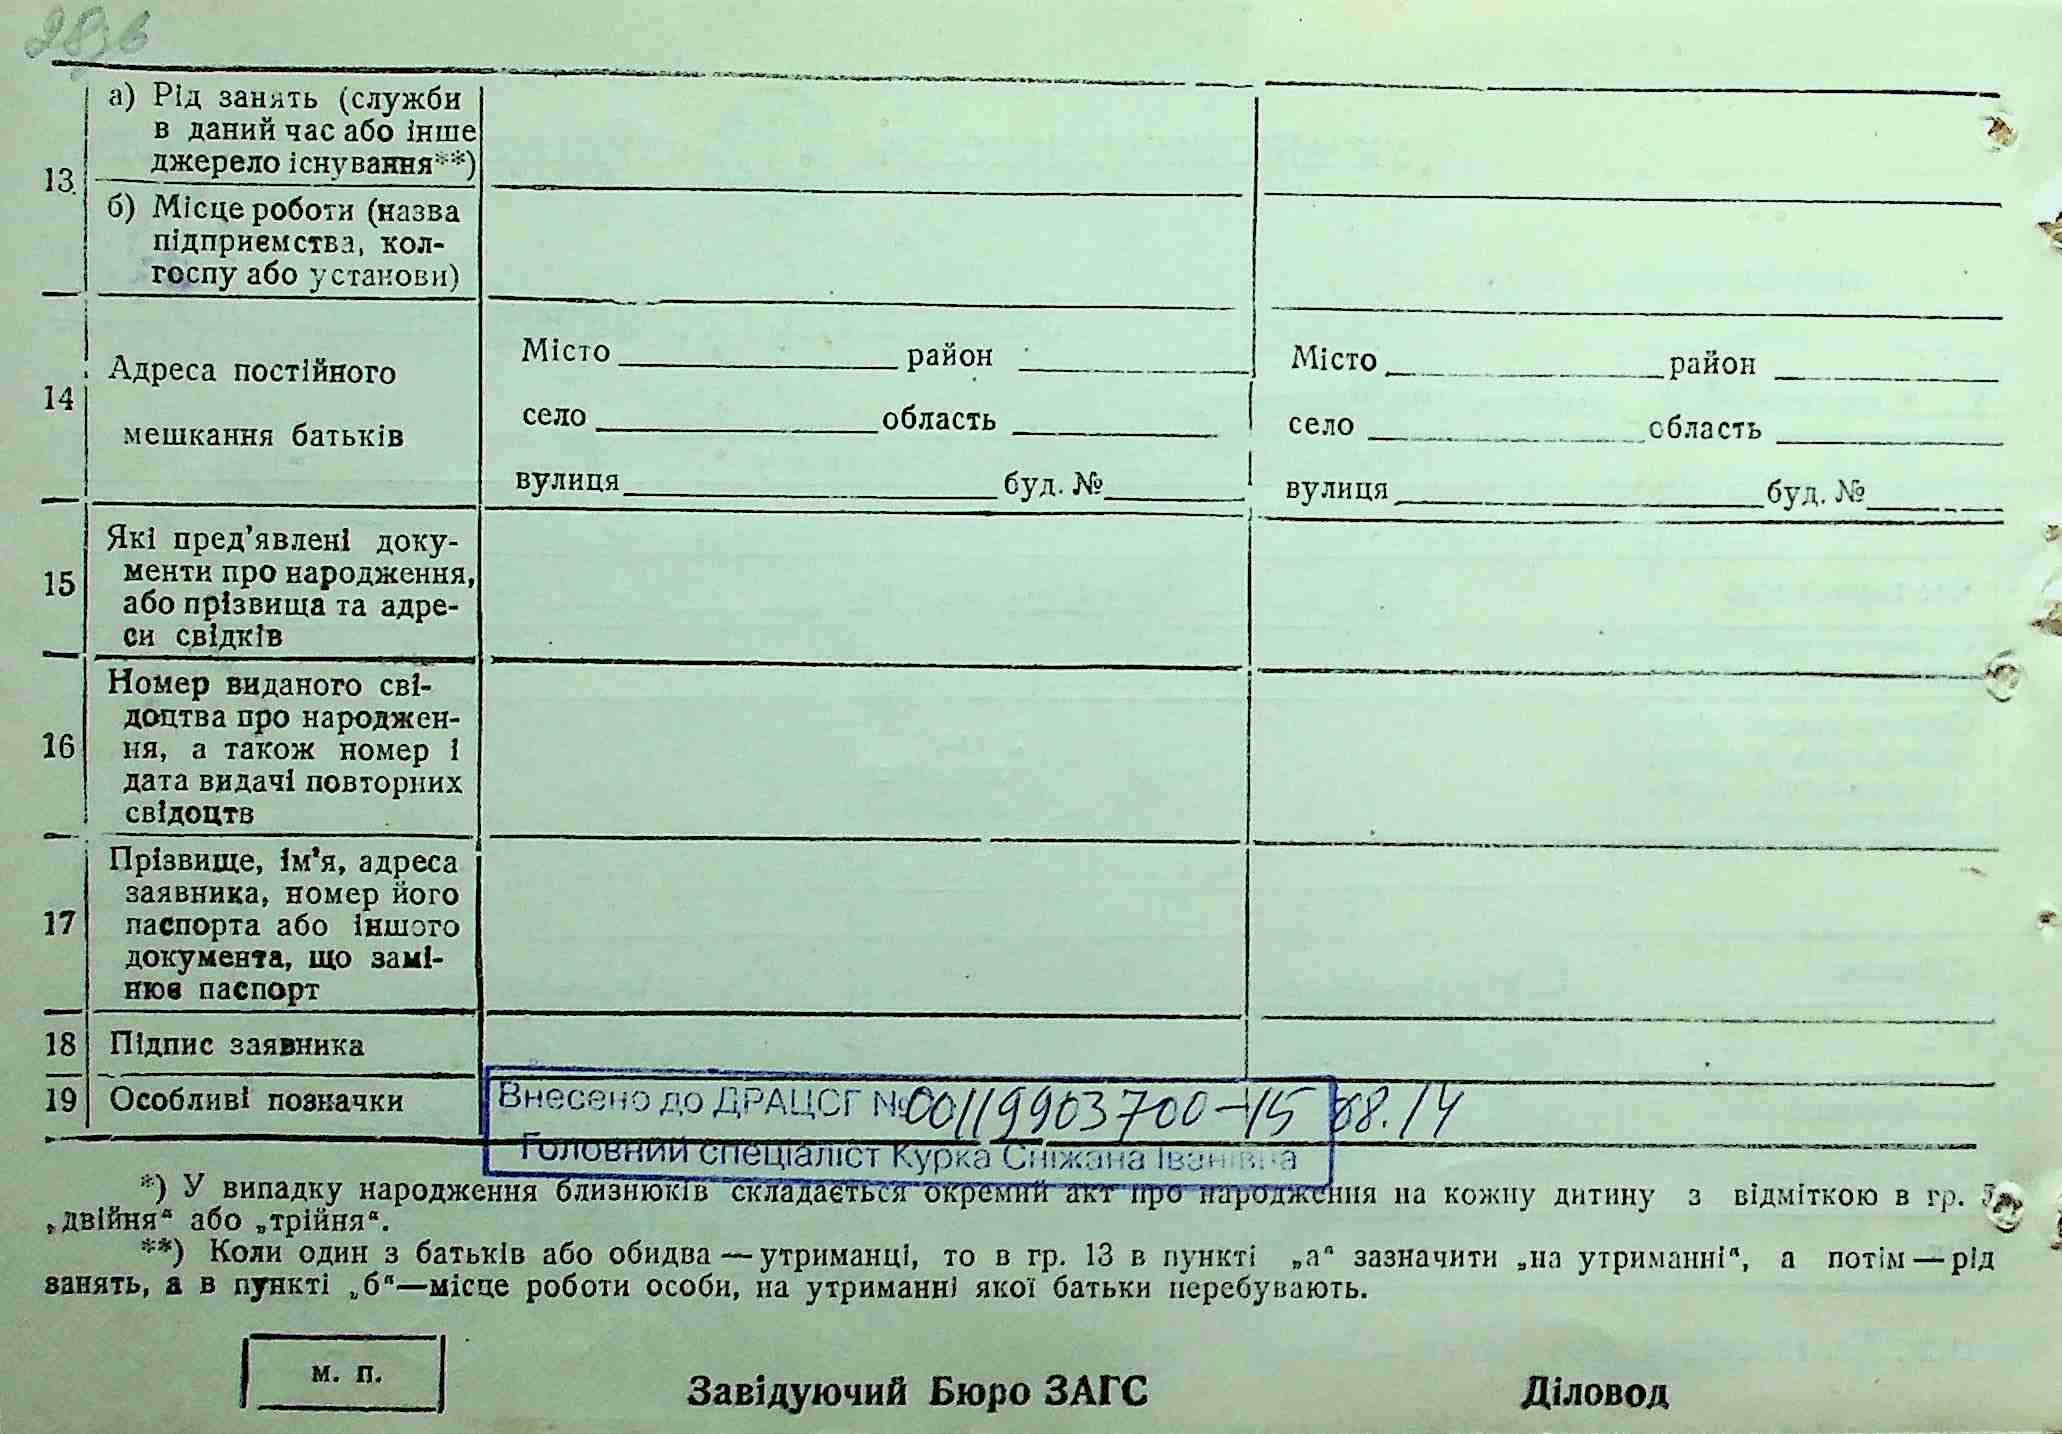 28зв
13.
а) Рід занять (служби
в даний час або інше
джерело існування**)
б) Місце роботи (назва
підприємства, кол-
госпу або установи)
14
Адреса постійного
мешкання батьків
Місто район
село область
вулиця буд. №
Місто район
село область
вулиця буд. №
15
Які пред’явлені доку-
менти про народження,
або прізвища та адре-
си свідків
16
Номер виданого сві-
доцтва про народжен-
ня, а також номер і
дата видачі повторних
свідоцтв
17
Прізвище, ім’я, адреса
заявника, номер його
паспорта або іншого
документа, що замі-
нює паспорт
18 Підпис заявника
19 Особливі позначки
Внесено до ДРАЦСГ № 00119903700-15 08.14
Головний спеціаліст Курка Сніжана Іванівна
*) У випадку народження близнюків складається окремий акт про народження на кожну дитину з відміткою в гр.
„двійня“ або „трійня“.
**) Коли один з батьків або обидва — утриманці, то в гр. 13 в пункті „а“ зазначити „на утриманні“, а потім — рід
занять, а в пункті „б“—місце роботи особи, на утриманні якої батьки перебувають.
м. п.
Завідуючий Бюро ЗАГС Діловод